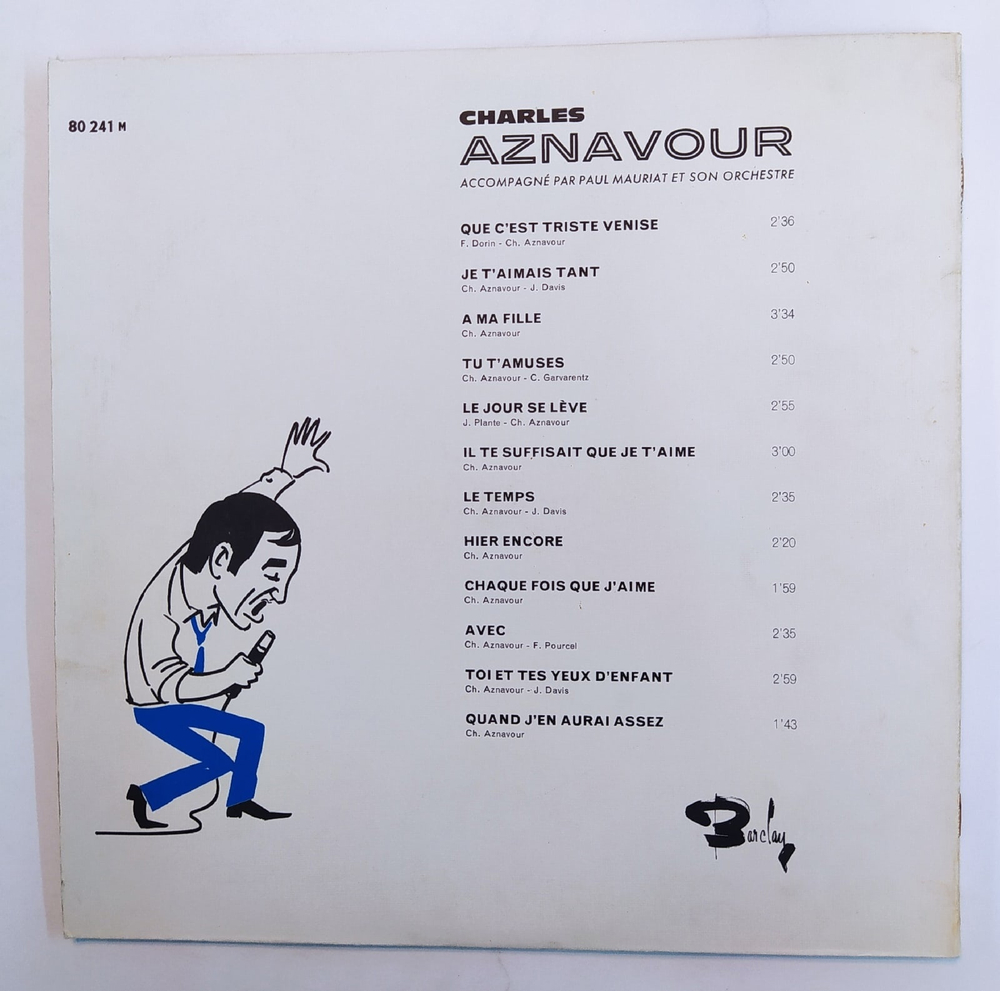 80 241 M
CHARLES
AZNAVOUR
ACCOMPAGNÉ PAR PAUL MAURIAT ET SON ORCHESTRE
QUE C'EST TRISTE VENISE 2'36
F. Dorin - Ch. Aznavour
JE T'AIMAIS TANT 2'50
Ch. Aznavour - J. Davis
A MA FILLE 3'34
Ch. Aznavour
TU T'AMUSES 2'50
Ch. Aznavour - C. Garvarentz
LE JOUR SE LÈVE 2'55
J. Plante - Ch. Aznavour
IL TE SUFFISAIT QUE JE T'AIME 3'00
Ch. Aznavour
LE TEMPS 2'35
Ch. Aznavour - J. Davis
HIER ENCORE 2'20
Ch. Aznavour
CHAQUE FOIS QUE J'AIME 1'59
Ch. Aznavour
AVEC 2'35
Ch. Aznavour - F. Pourcel
TOI ET TES YEUX D'ENFANT 2'59
Ch. Aznavour - J. Davis
QUAND J'EN AURAI ASSEZ 1'43
Ch. Aznavour
Barclay